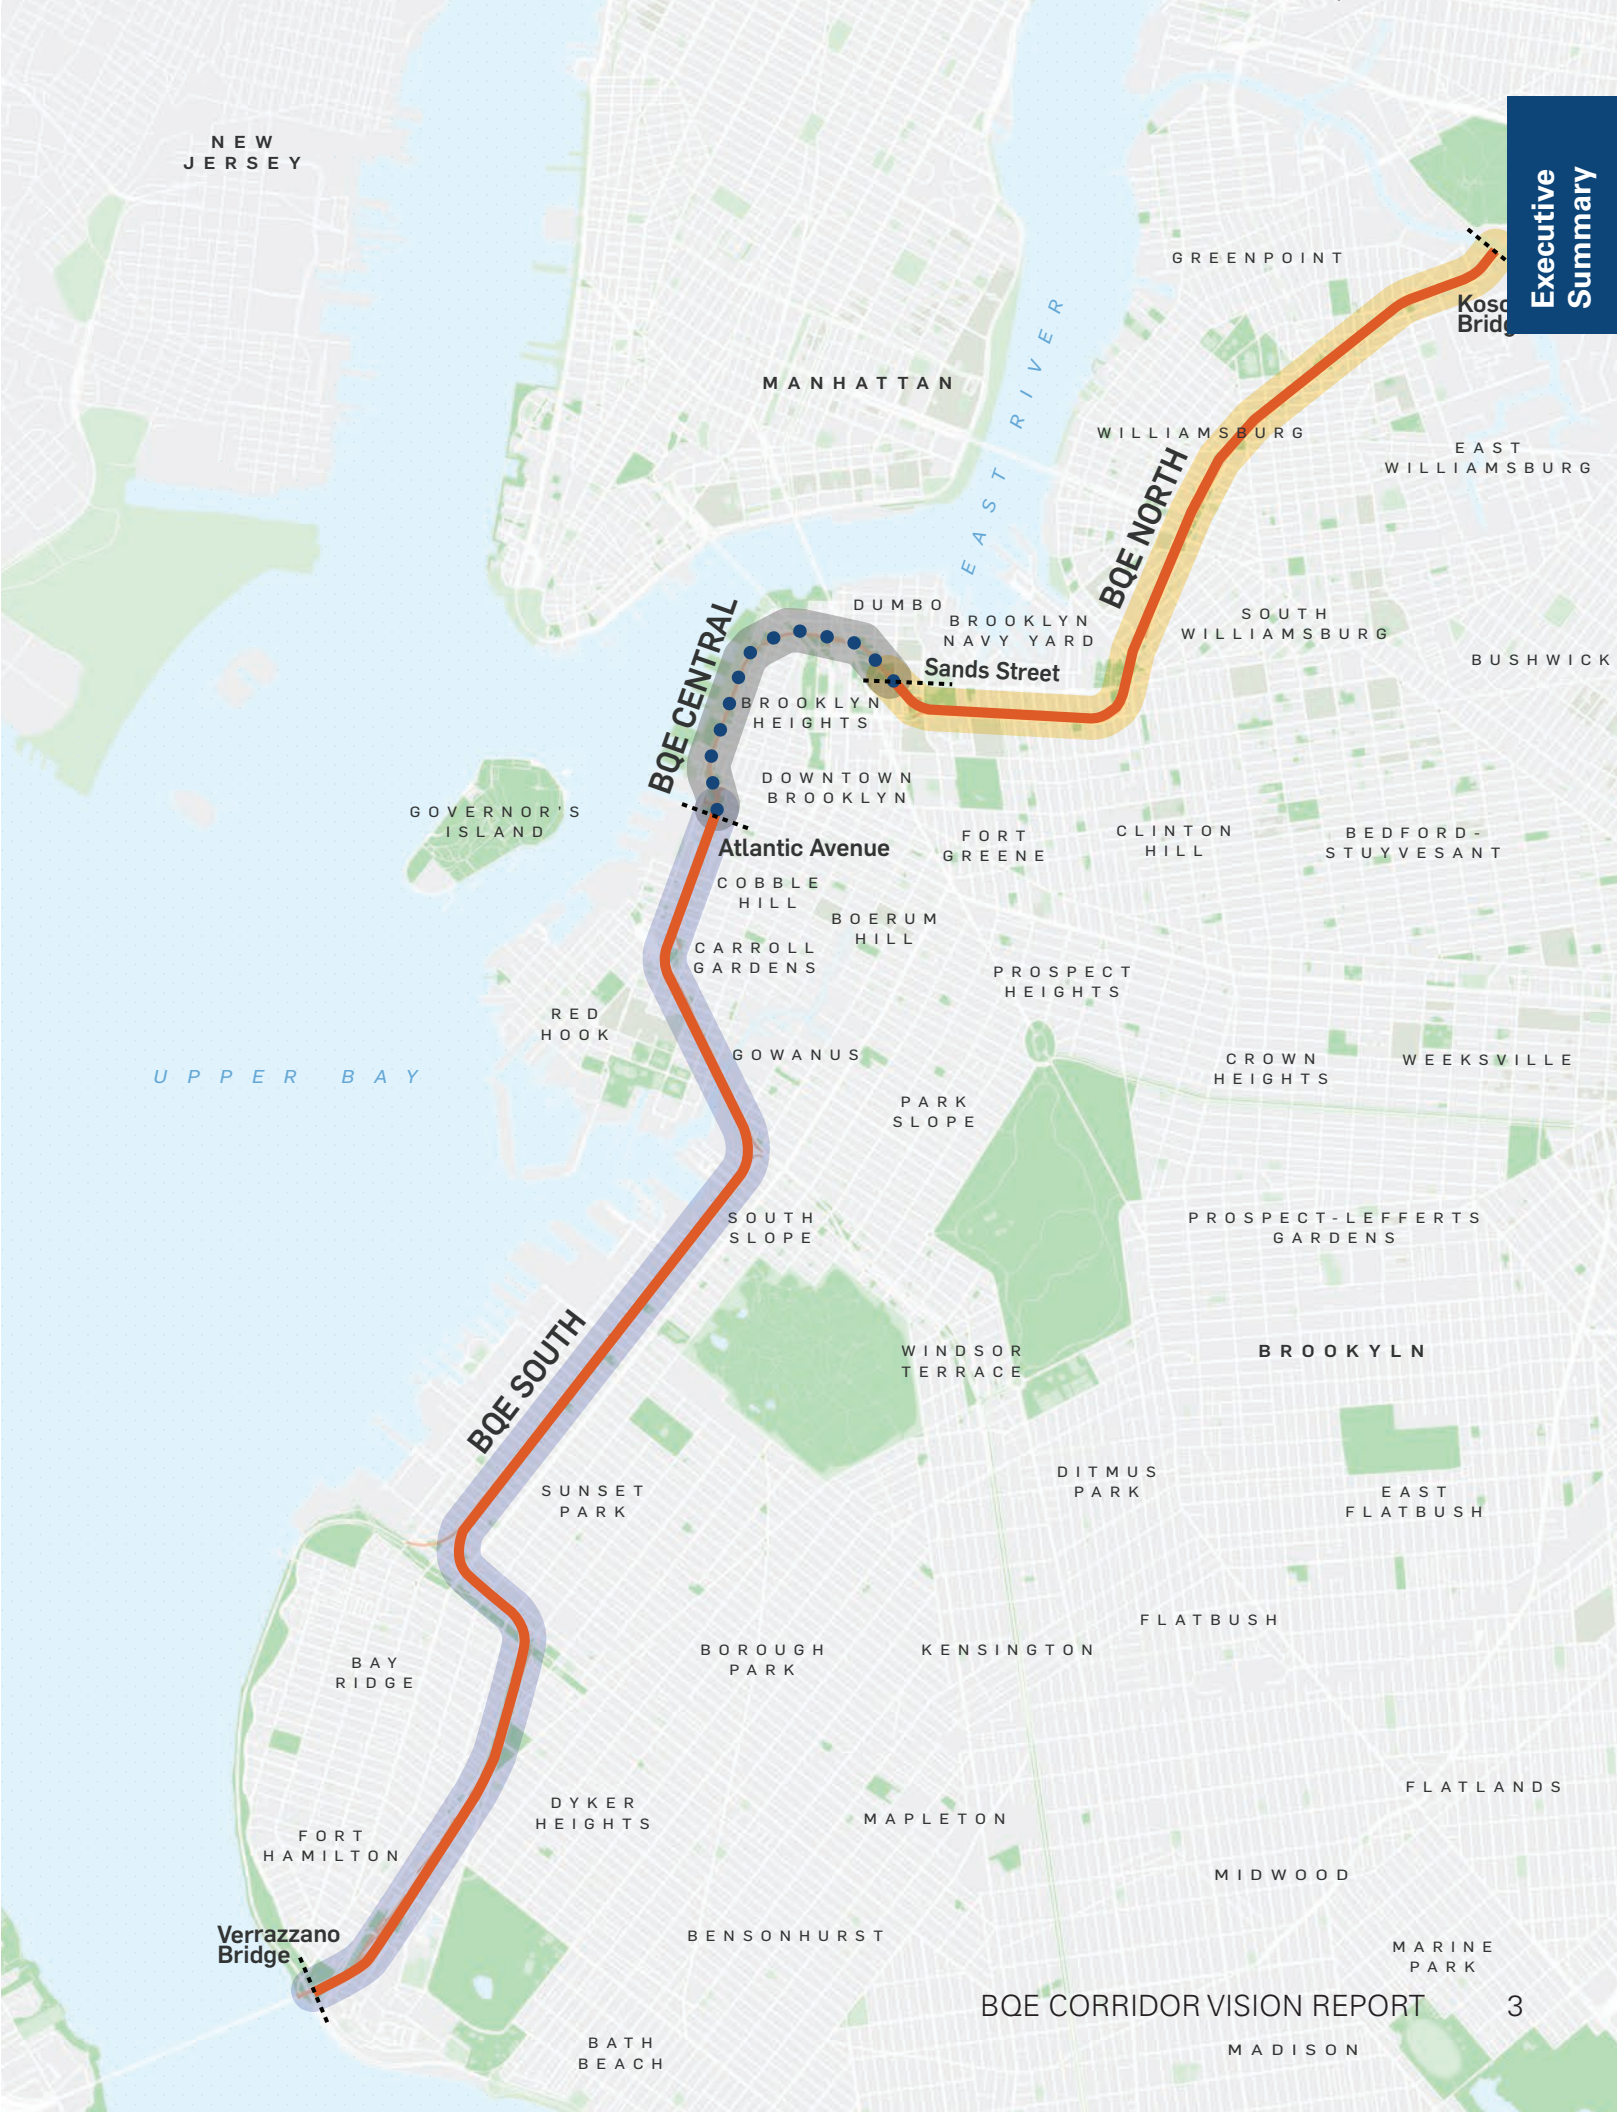 NEW
JERSEY
Executive
Summary
GREENPOINT
Kosc
Bridg
MANHATTAN
EAST RIVER
WILLIAMSBURG
EAST
WILLIAMSBURG
BQE NORTH
DUMBO
BROOKLYN
NAVY YARD
SOUTH
WILLIAMSBURG
BUSHWICK
Sands Street
BQE CENTRAL
BROOKLYN
HEIGHTS
DOWNTOWN
BROOKLYN
GOVERNOR'S
ISLAND
Atlantic Avenue
FORT
GREENE
CLINTON
HILL
BEDFORD-
STUYVESANT
COBBLE
HILL
BOERUM
HILL
CARROLL
GARDENS
PROSPECT
HEIGHTS
RED
HOOK
GOWANUS
CROWN
HEIGHTS
WEEKSVILLE
UPPER BAY
PARK
SLOPE
SOUTH
SLOPE
PROSPECT-LEFFERTS
GARDENS
BQE SOUTH
WINDSOR
TERRACE
BROOKYLN
SUNSET
PARK
DITMUS
PARK
EAST
FLATBUSH
FLATBUSH
BAY
RIDGE
BOROUGH
PARK
KENSINGTON
FLATLANDS
DYKER
HEIGHTS
MAPLETON
FORT
HAMILTON
MIDWOOD
Verrazzano
Bridge
BENSONHURST
MARINE
PARK
BQE CORRIDOR VISION REPORT 3
BATH
BEACH
MADISON